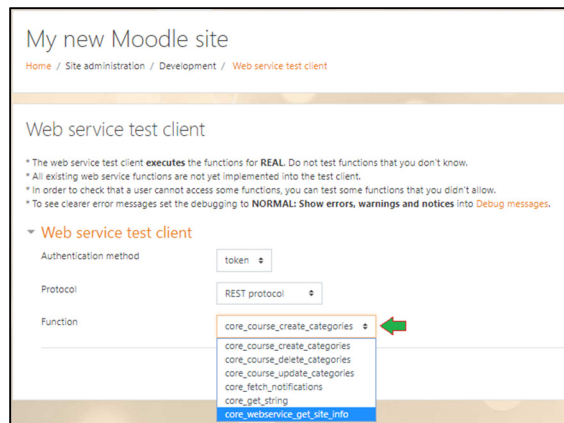 My new Moodle site
Home / Site administration / Development / Web service test client
Web service test client
* The web service test client executes the functions for REAL. Do not test functions that you don't know.
* All existing web service functions are not yet implemented into the test client.
* In order to check that a user cannot access some functions, you can test some functions that you didn't allow.
* To see clearer error messages set the debugging to NORMAL: Show errors, warnings and notices into Debug messages.
Web service test client
Authentication method
token
Protocol
REST protocol
Function
core_course_create_categories
core_course_create_categories
core_course_delete_categories
core_course_update_categories
core_fetch_notifications
core_get_string
core_webservice_get_site_info